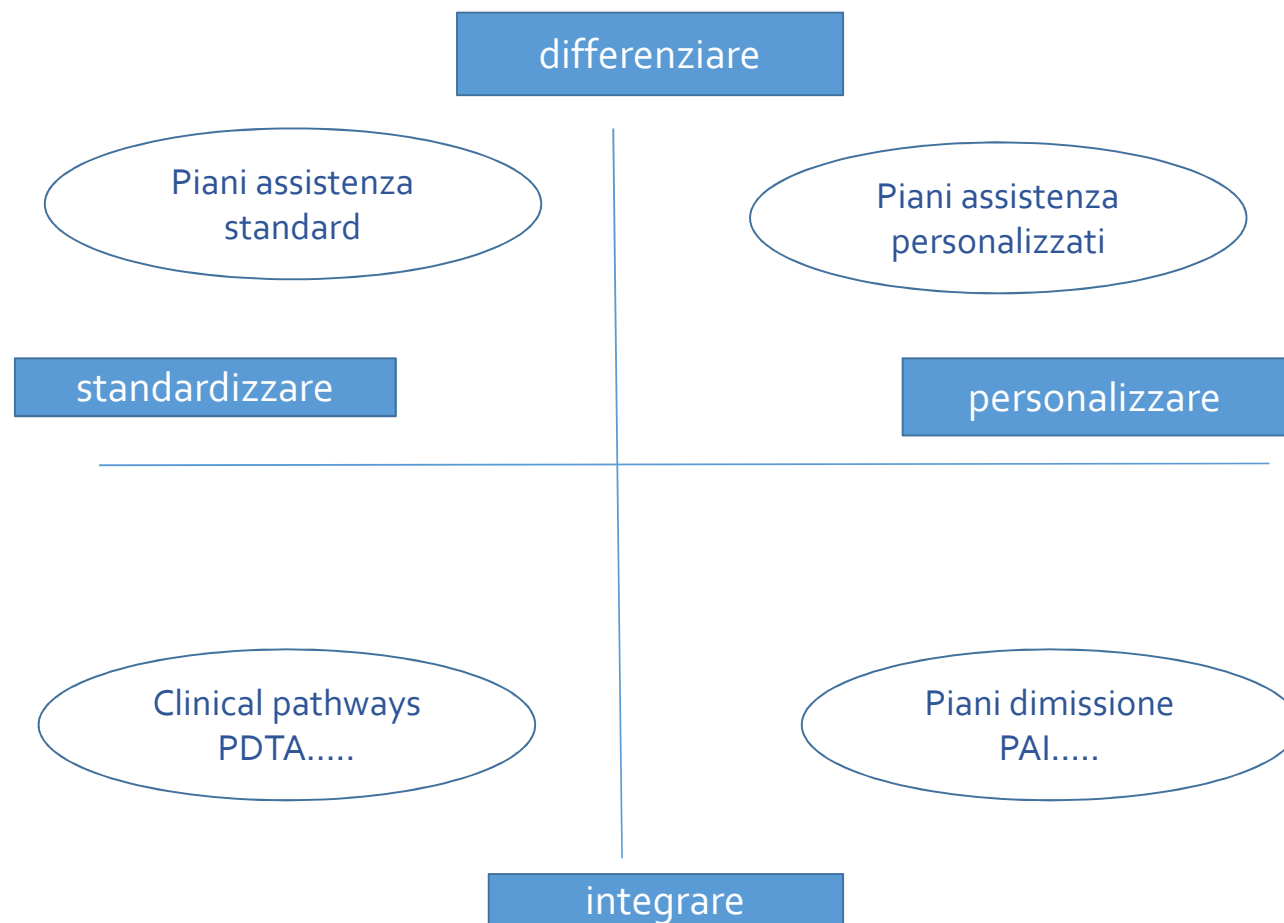 differenziare
Piani assistenza
standard
Piani assistenza
personalizzati
standardizzare
personalizzare
Clinical pathways
PDTA.....
Piani dimissione
PAI.....
integrare